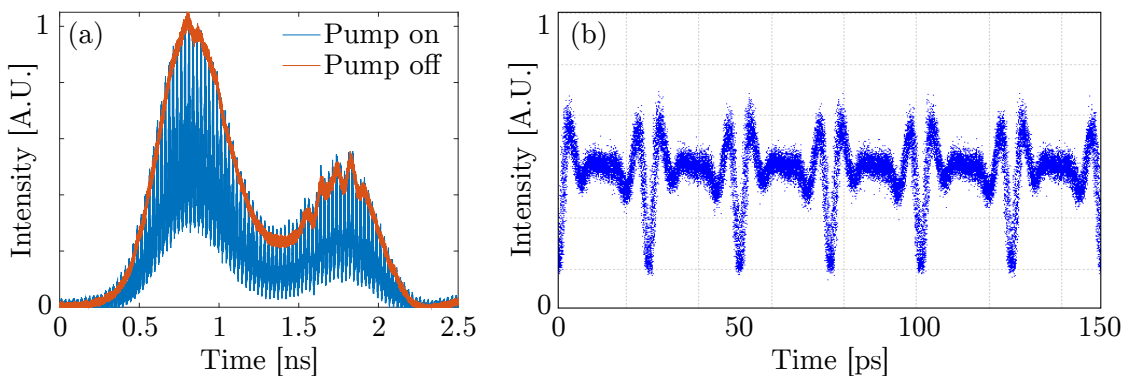 (a)
Pump on
Pump off
Intensity [A.U.]
1
0
0 0.5 1 1.5 2 2.5
Time [ns]
(b)
Intensity [A.U.]
1
0
0 50 100 150
Time [ps]